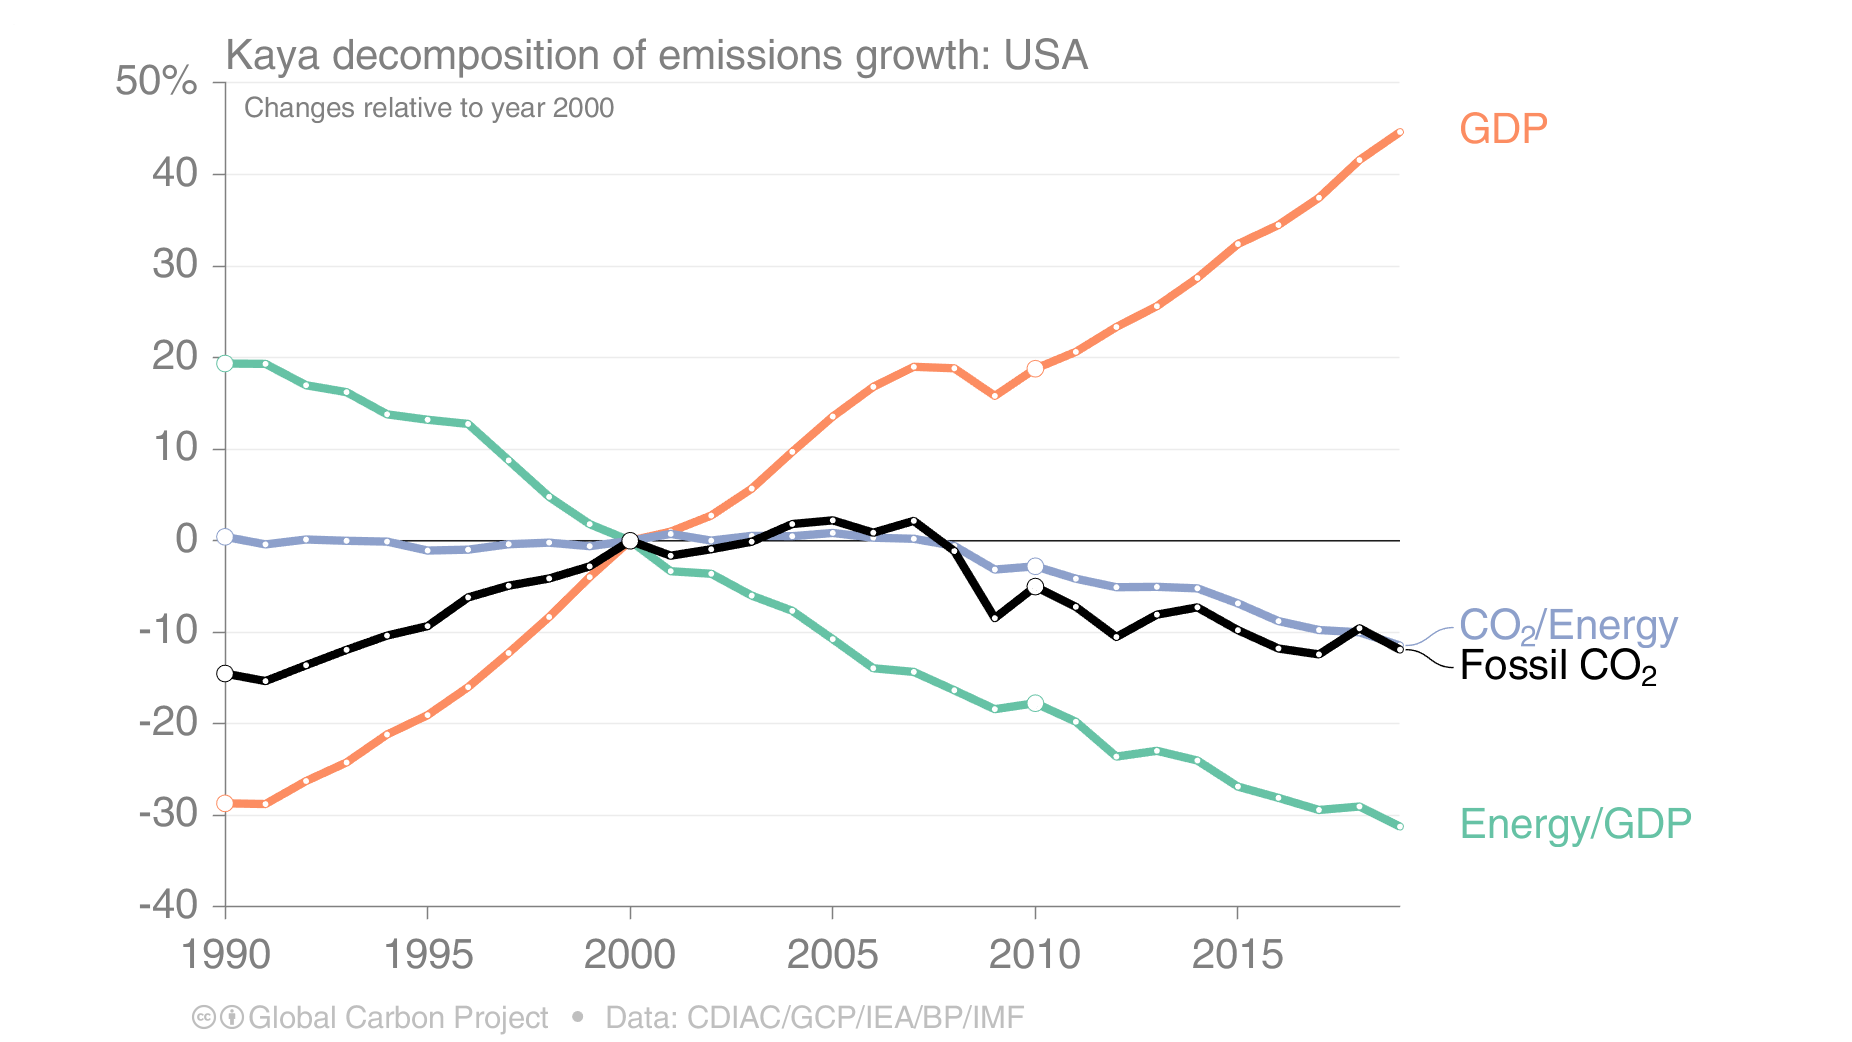 Kaya decomposition of emissions growth: USA
50%
Changes relative to year 2000
GDP
40
30
20
10
0
-10
CO₂/Energy
Fossil CO₂
-20
-30
Energy/GDP
-40
1990 1995 2000 2005 2010 2015
cc Global Carbon Project • Data: CDIAC/GCP/IEA/BP/IMF